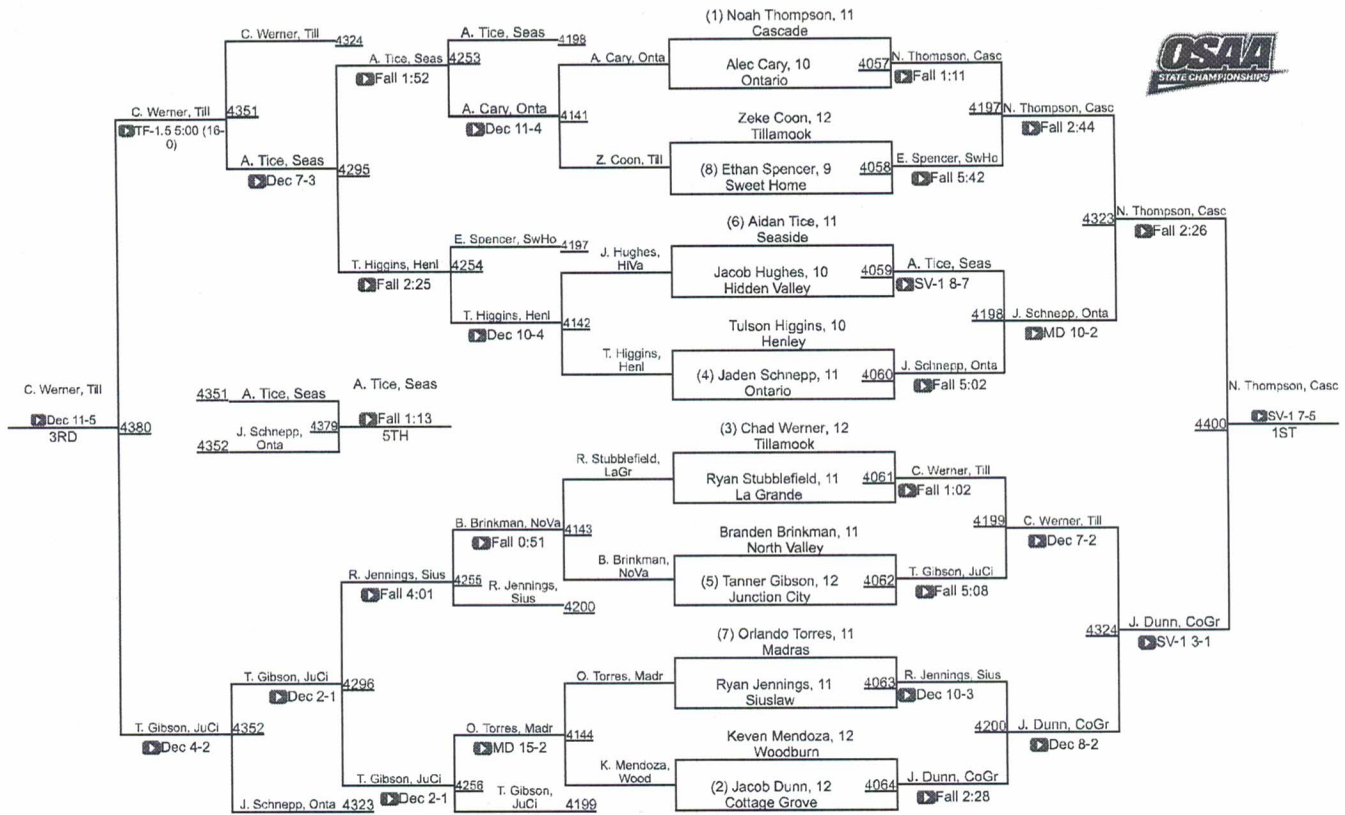 OSAA
STATE CHAMPIONSHIPS
C. Werner, Till
4324
4351
C. Werner, Till
TF-1.5 5:00 (16-
0)
A. Tice, Seas
Dec 7-3
A. Tice, Seas
Fall 1:52
4253
4295
A. Tice, Seas
4198
A. Cary, Onta
Dec 11-4
4141
A. Cary, Onta
Z. Coon, Till
T. Higgins, Henl
Fall 2:25
4254
E. Spencer, SwHo
4197
T. Higgins, Henl
Dec 10-4
4142
J. Hughes,
HiVa
T. Higgins,
Henl
(1) Noah Thompson, 11
Cascade
Alec Cary, 10
Ontario
4057
N. Thompson, Casc
Fall 1:11
Zeke Coon, 12
Tillamook
(8) Ethan Spencer, 9
Sweet Home
4058
E. Spencer, SwHo
Fall 5:42
4197
N. Thompson, Casc
Fall 2:44
(6) Aidan Tice, 11
Seaside
Jacob Hughes, 10
Hidden Valley
4059
A. Tice, Seas
SV-1 8-7
Tulson Higgins, 10
Henley
(4) Jaden Schnepp, 11
Ontario
4060
J. Schnepp, Onta
Fall 5:02
4198
J. Schnepp, Onta
MD 10-2
4323
N. Thompson, Casc
Fall 2:26
C. Werner, Till
Dec 11-5
3RD
4380
4351
A. Tice, Seas
J. Schnepp,
Onta
4352
4379
A. Tice, Seas
Fall 1:13
5TH
4400
N. Thompson, Casc
SV-1 7-5
1ST
(3) Chad Werner, 12
Tillamook
Ryan Stubblefield, 11
La Grande
4061
C. Werner, Till
Fall 1:02
Branden Brinkman, 11
North Valley
(5) Tanner Gibson, 12
Junction City
4062
T. Gibson, JuCi
Fall 5:08
4199
C. Werner, Till
Dec 7-2
(7) Orlando Torres, 11
Madras
Ryan Jennings, 11
Siuslaw
4063
R. Jennings, Sius
Dec 10-3
Keven Mendoza, 12
Woodburn
(2) Jacob Dunn, 12
Cottage Grove
4064
J. Dunn, CoGr
Fall 2:28
4200
J. Dunn, CoGr
Dec 8-2
4324
J. Dunn, CoGr
SV-1 3-1
R. Stubblefield,
LaGr
B. Brinkman,
NoVa
4143
B. Brinkman, NoVa
Fall 0:51
R. Jennings,
Sius
4200
4255
R. Jennings, Sius
Fall 4:01
O. Torres, Madr
K. Mendoza,
Wood
4144
O. Torres, Madr
MD 15-2
T. Gibson,
JuCi
4199
4256
T. Gibson, JuCi
Dec 2-1
4296
T. Gibson, JuCi
Dec 2-1
J. Schnepp, Onta
4323
4352
T. Gibson, JuCi
Dec 4-2